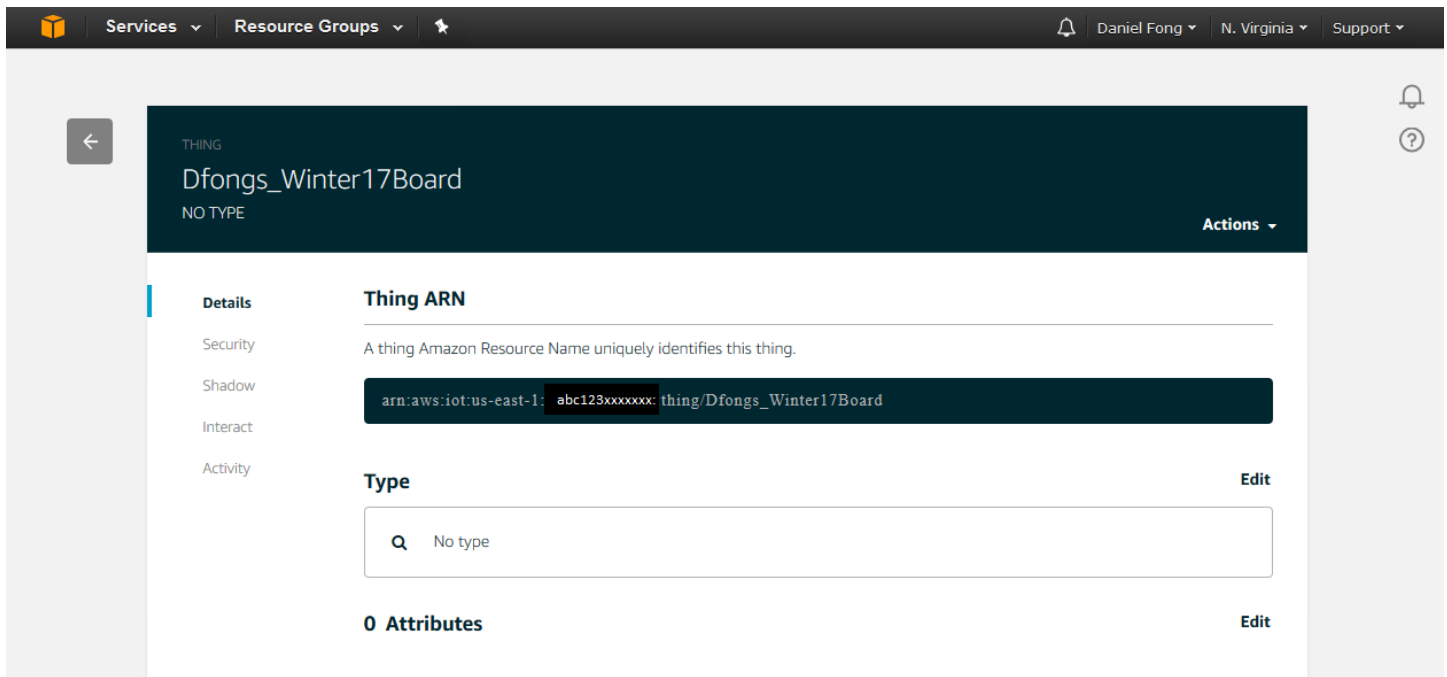 Services Resource Groups Daniel Fong N. Virginia Support
THING
Dfongs_Winter17Board
NO TYPE
Actions
Details
Security
Shadow
Interact
Activity
Thing ARN
A thing Amazon Resource Name uniquely identifies this thing.
arn:aws:iot:us-east-1: abc123xxxxxxx: thing/Dfongs_Winter17Board
Type Edit
No type
0 Attributes Edit